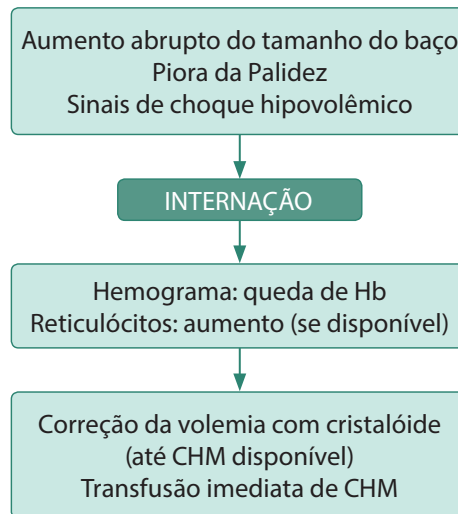 Aumento abrupto do tamanho do baço
Piora da Palidez
Sinais de choque hipovolêmico
INTERNAÇÃO
Hemograma: queda de Hb
Reticulócitos: aumento (se disponível)
Correção da volemia com cristalóide
(até CHM disponível)
Transfusão imediata de CHM